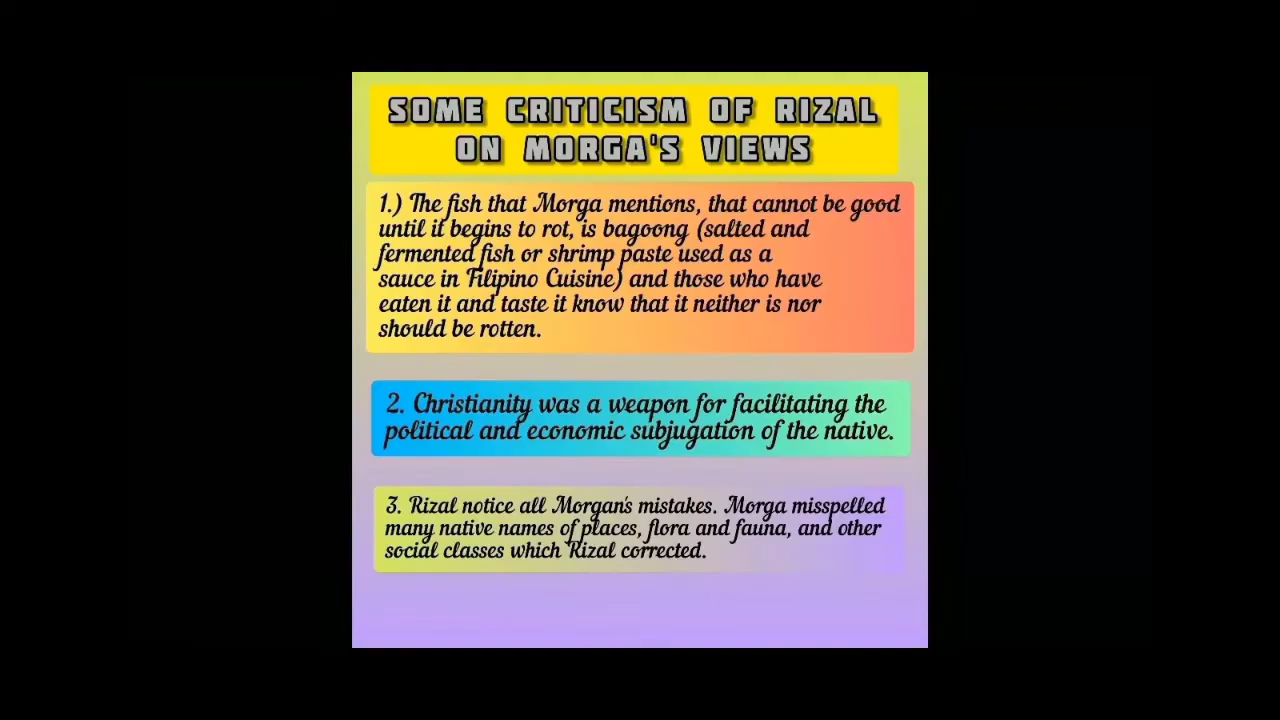 SOME CRITICISM OF RIZAL
ON MORGA'S VIEWS
1.) The fish that Morga mentions, that cannot be good
until it begins to rot, is bagoong (salted and
fermented fish or shrimp paste used as a
sauce in Filipino Cuisine) and those who have
eaten it and taste it know that it neither is nor
should be rotten.
2. Christianity was a weapon for facilitating the
political and economic subjugation of the native.
3. Rizal notice all Morgan's mistakes. Morga misspelled
many native names of places, flora and fauna, and other
social classes which Rizal corrected.